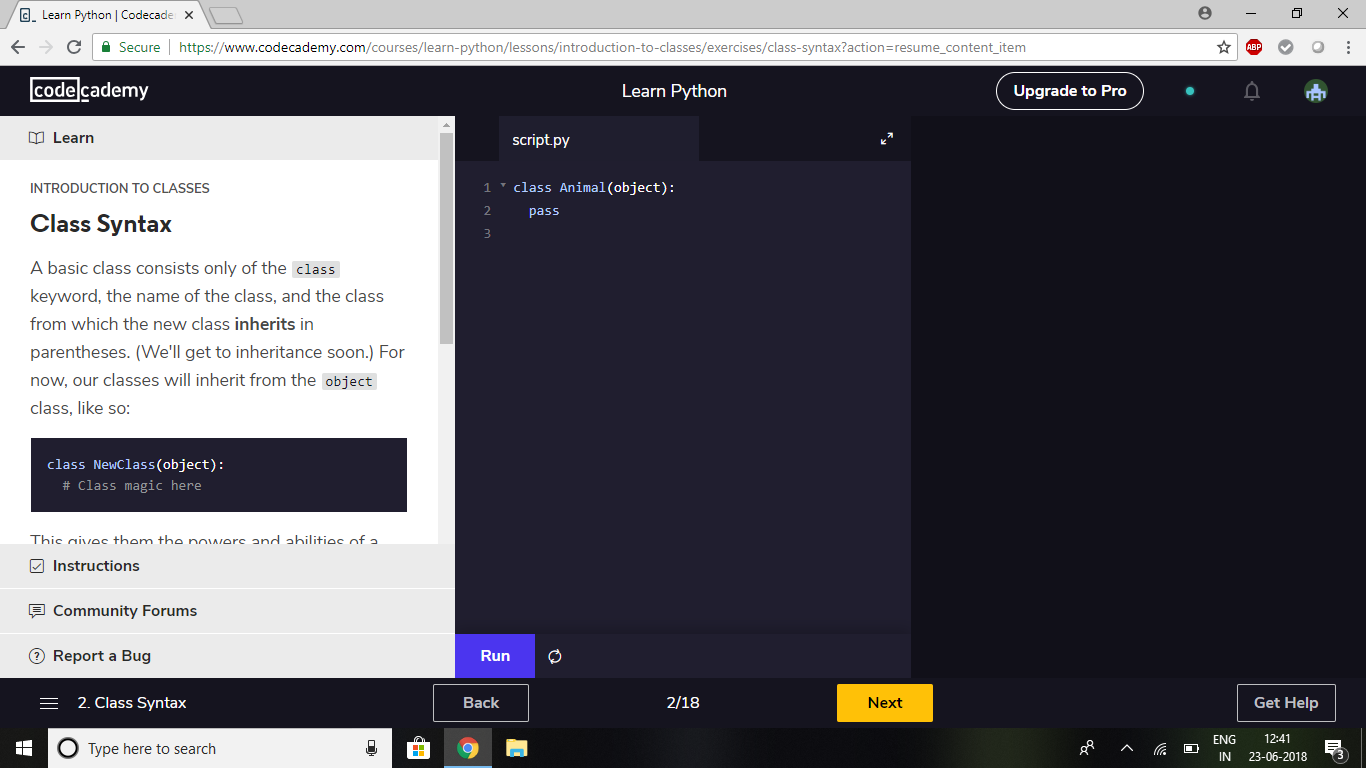 Learn Python | Codecade
Secure
https://www.codecademy.com/courses/learn-python/lessons/introduction-to-classes/exercises/class-syntax?action=resume_content_item
ABP
codecademy
Learn Python
Upgrade to Pro
Learn
INTRODUCTION TO CLASSES
Class Syntax
A basic class consists only of the class
keyword, the name of the class, and the class
from which the new class inherits in
parentheses. (We'll get to inheritance soon.) For
now, our classes will inherit from the object
class, like so:
class NewClass(object):
# Class magic here
This gives them the powers and abilities of a
Instructions
Community Forums
Report a Bug
script.py
1 class Animal(object):
2 pass
3
Run
2. Class Syntax
Back
2/18
Next
Get Help
Type here to search
ENG
IN
12:41
23-06-2018
3